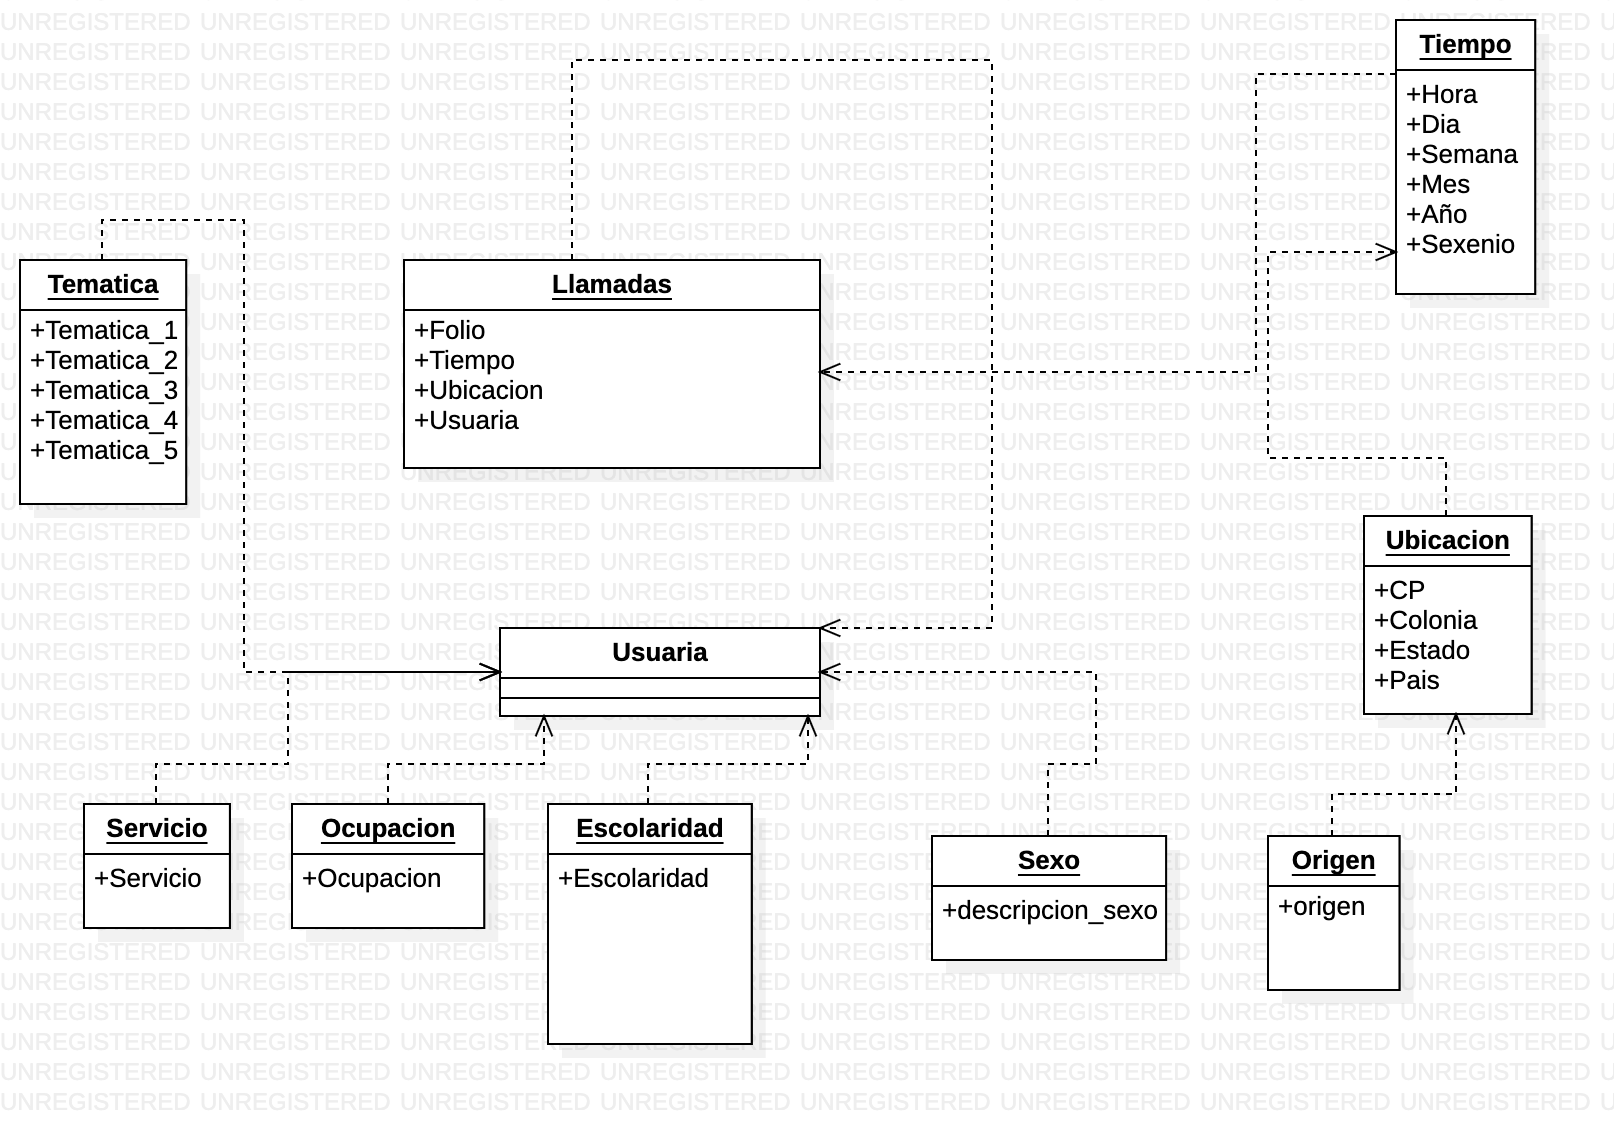 Tiempo
+Hora
+Dia
+Semana
+Mes
+Año
+Sexenio
Tematica
+Tematica_1
+Tematica_2
+Tematica_3
+Tematica_4
+Tematica_5
Llamadas
+Folio
+Tiempo
+Ubicacion
+Usuaria
Ubicacion
+CP
+Colonia
+Estado
+Pais
Usuaria
Servicio
+Servicio
Ocupacion
+Ocupacion
Escolaridad
+Escolaridad
Sexo
+descripcion_sexo
Origen
+origen
UNREGISTERED